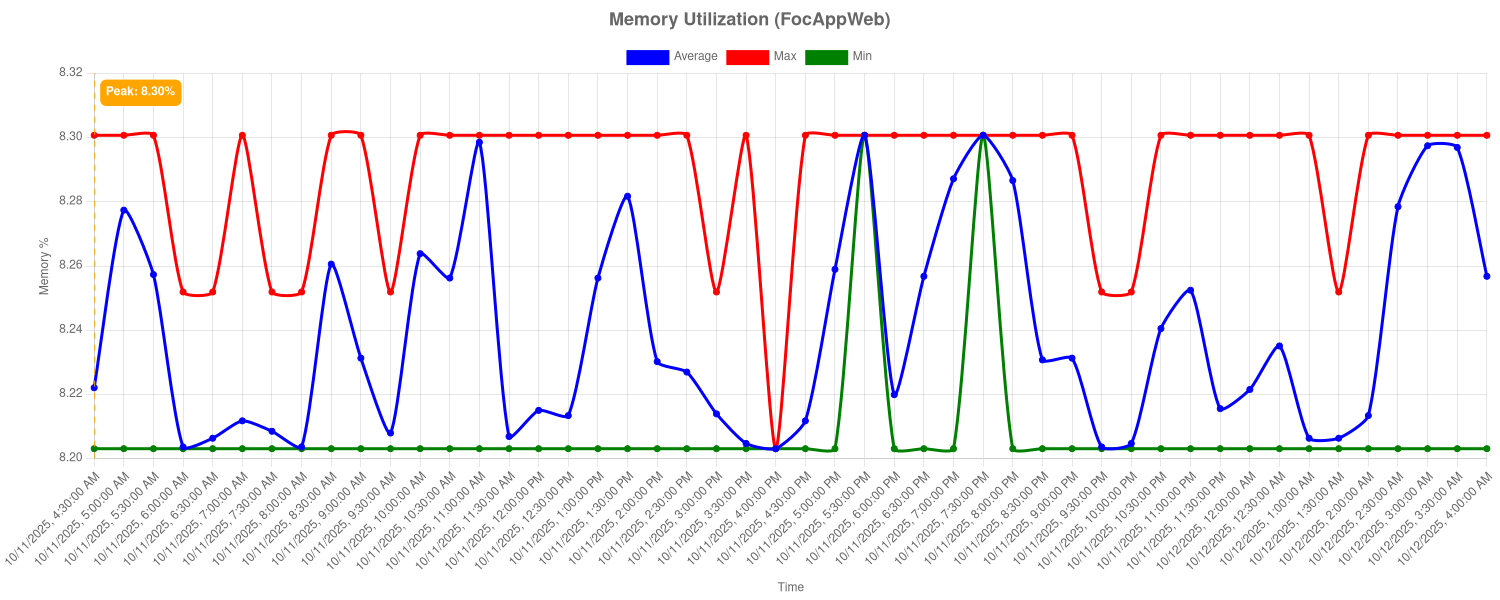 Memory Utilization (FocAppWeb)
Average Max Min
8.32
Peak: 8.30%
8.30
8.28
8.26
8.24
8.22
8.20
Memory %
10/11/2025, 4:30:00 AM
10/11/2025, 5:00:00 AM
10/11/2025, 5:30:00 AM
10/11/2025, 6:00:00 AM
10/11/2025, 6:30:00 AM
10/11/2025, 7:00:00 AM
10/11/2025, 7:30:00 AM
10/11/2025, 8:00:00 AM
10/11/2025, 8:30:00 AM
10/11/2025, 9:00:00 AM
10/11/2025, 9:30:00 AM
10/11/2025, 10:00:00 AM
10/11/2025, 10:30:00 AM
10/11/2025, 11:00:00 AM
10/11/2025, 11:30:00 AM
10/11/2025, 12:00:00 PM
10/11/2025, 12:30:00 PM
10/11/2025, 1:00:00 PM
10/11/2025, 1:30:00 PM
10/11/2025, 2:00:00 PM
10/11/2025, 2:30:00 PM
10/11/2025, 3:00:00 PM
10/11/2025, 3:30:00 PM
10/11/2025, 4:00:00 PM
10/11/2025, 4:30:00 PM
10/11/2025, 5:00:00 PM
10/11/2025, 5:30:00 PM
10/11/2025, 6:00:00 PM
10/11/2025, 6:30:00 PM
10/11/2025, 7:00:00 PM
10/11/2025, 7:30:00 PM
10/11/2025, 8:00:00 PM
10/11/2025, 8:30:00 PM
10/11/2025, 9:00:00 PM
10/11/2025, 9:30:00 PM
10/11/2025, 10:00:00 PM
10/11/2025, 10:30:00 PM
10/11/2025, 11:00:00 PM
10/11/2025, 11:30:00 PM
10/12/2025, 12:00:00 AM
10/12/2025, 12:30:00 AM
10/12/2025, 1:00:00 AM
10/12/2025, 1:30:00 AM
10/12/2025, 2:00:00 AM
10/12/2025, 2:30:00 AM
10/12/2025, 3:00:00 AM
10/12/2025, 3:30:00 AM
10/12/2025, 4:00:00 AM
Time